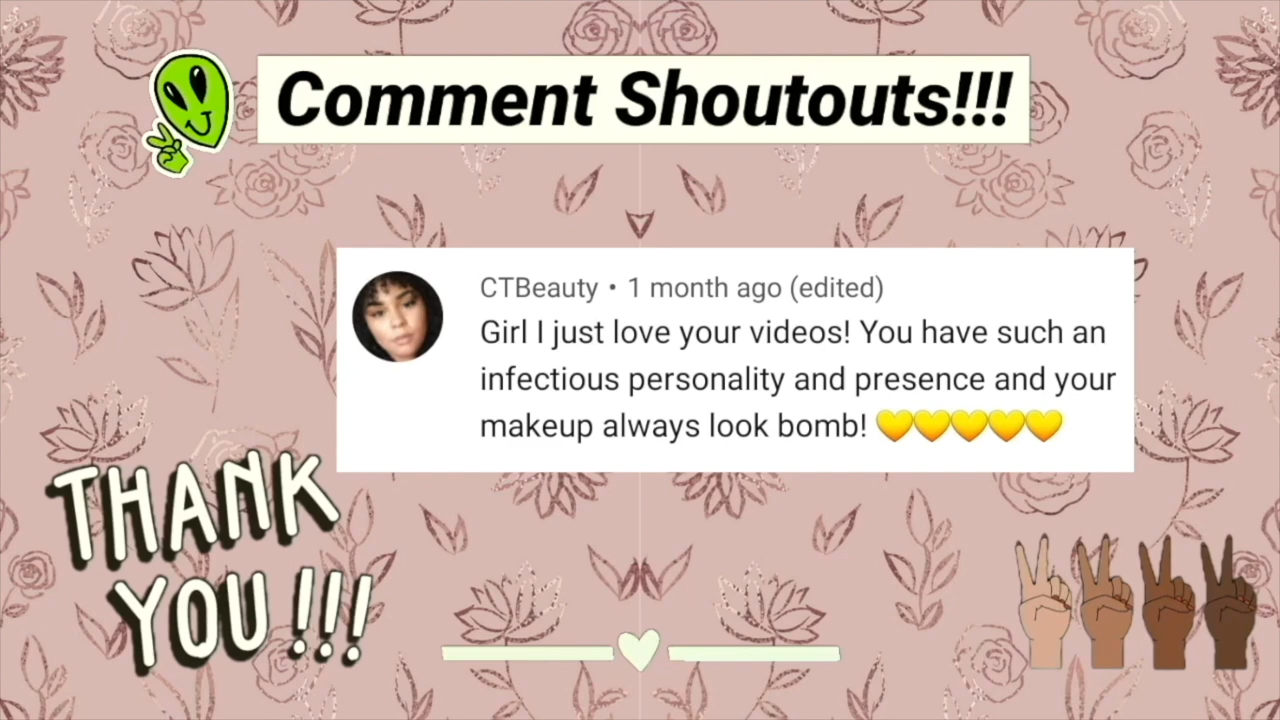 Comment Shoutouts!!!
CTBeauty • 1 month ago (edited)
Girl I just love your videos! You have such an
infectious personality and presence and your
makeup always look bomb! 💛💛💛💛💛
THANK
YOU!!!